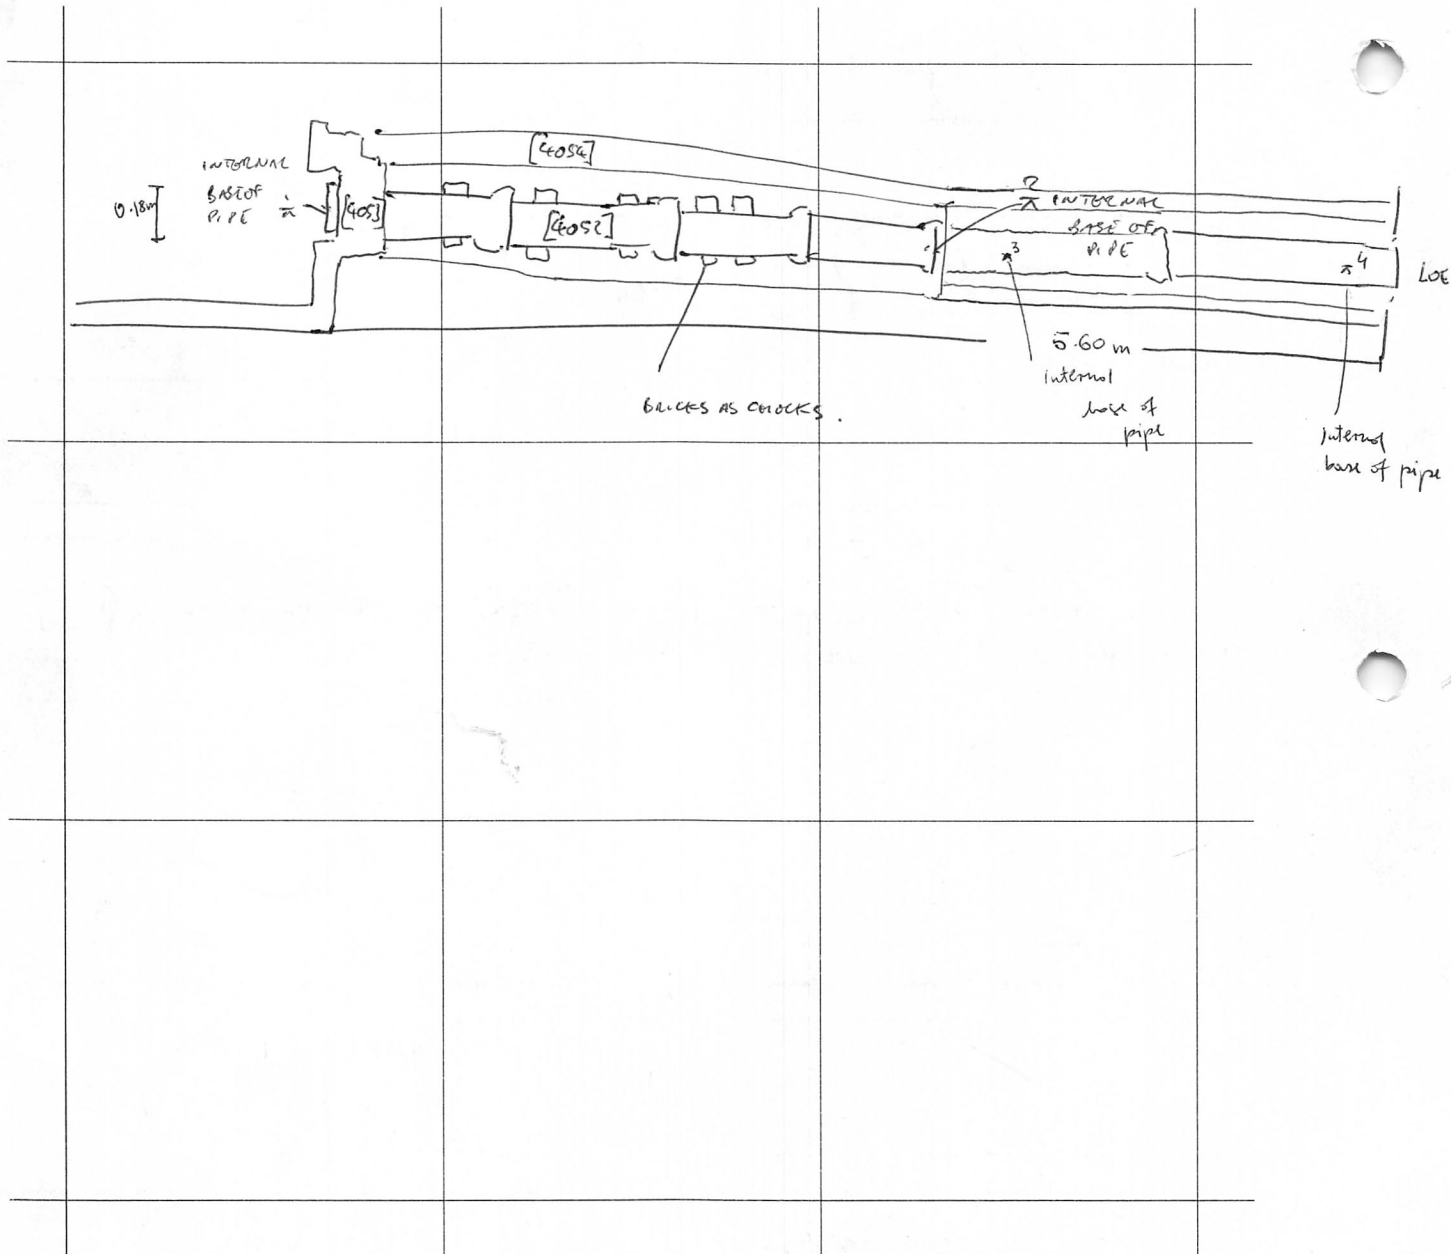 [4054]
INTERNAL
BASE OF
PIPE
1
0.18m
[4053]
[4052]
2
INTERNAL
BASE OF
PIPE
3
4
LOE
5.60 m
internal
base of
pipe
BRICKS AS CHOCKS.
internal
base of pipe